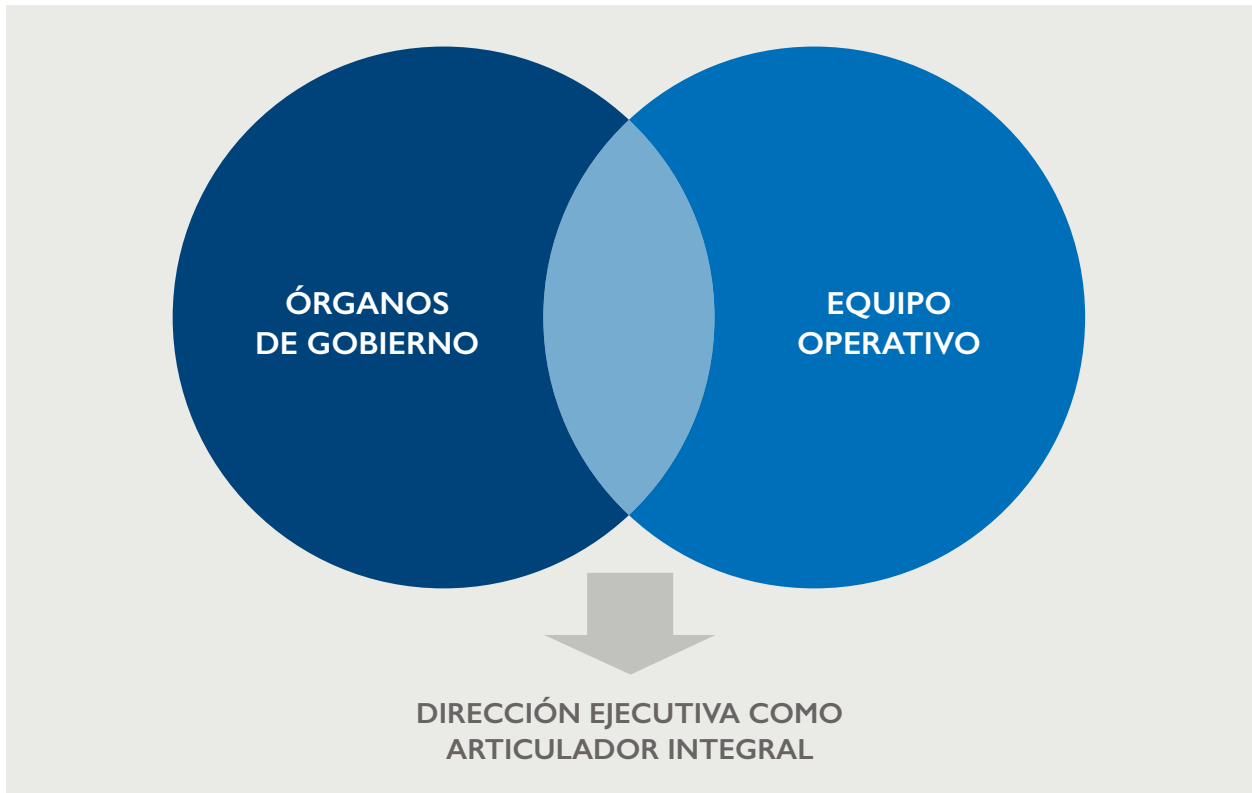 ÓRGANOS
DE GOBIERNO
EQUIPO
OPERATIVO
DIRECCIÓN EJECUTIVA COMO
ARTICULADOR INTEGRAL